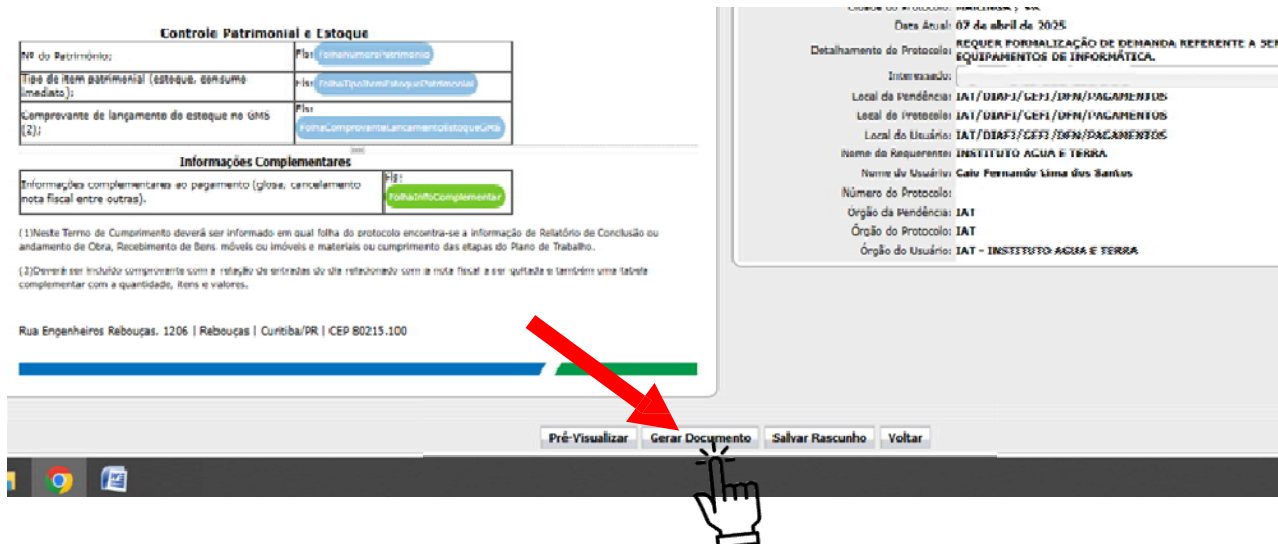 Controle Patrimonial e Estoque
Nº do Patrimônio:
Fls: FolhaNumeroPatrimonio
Tipo de item patrimonial (estoque, consumo
imediato):
Fls: FolhaTipoItemEstoquePatrimonial
Comprovante de lançamento do estoque no GMS
(2):
Fls:
FolhaComprovanteLancamentoEstoqueGMS
Informações Complementares
Informações complementares ao pagamento (glosa, cancelamento
nota fiscal entre outras).
Fls:
FolhaInfoComplementar
(1)Neste Termo de Cumprimento deverá ser informado em qual folha do protocolo encontra-se a informação de Relatório de Conclusão ou
andamento de Obra, Recebimento de Bens móveis ou imóveis e materiais ou cumprimento das etapas do Plano de Trabalho.
(2)Deverá ser incluído comprovante com a relação de entradas do dia relacionado com a nota fiscal a ser quitada e também uma tabela
complementar com a quantidade, itens e valores.
Rua Engenheiros Rebouças, 1206 | Rebouças | Curitiba/PR | CEP 80215.100
Cidade do Protocolo: MARINGA / PR
Data Atual: 07 de abril de 2025
Detalhamento do Protocolo: REQUER FORMALIZAÇÃO DE DEMANDA REFERENTE A
EQUIPAMENTOS DE INFORMÁTICA.
Interessado:
Local da Pendência: IAT/DIAFI/GEFI/DFN/PAGAMENTOS
Local do Protocolo: IAT/DIAFI/GEFI/DFN/PAGAMENTOS
Local do Usuário: IAT/DIAFI/GEFI/DFN/PAGAMENTOS
Nome do Requerente: INSTITUTO AGUA E TERRA
Nome do Usuário: Caio Fernando Lima dos Santos
Número do Protocolo:
Órgão da Pendência: IAT
Órgão do Protocolo: IAT
Órgão do Usuário: IAT - INSTITUTO AGUA E TERRA
Pré-Visualizar Gerar Documento Salvar Rascunho Voltar